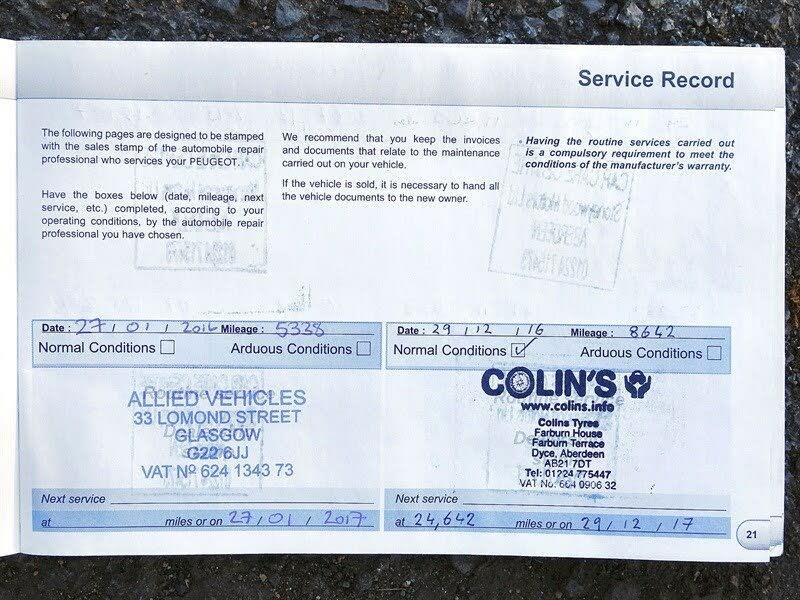 Service Record
The following pages are designed to be stamped
with the sales stamp of the automobile repair
professional who services your PEUGEOT.
Have the boxes below (date, mileage, next
service, etc.) completed, according to your
operating conditions, by the automobile repair
professional you have chosen.
We recommend that you keep the invoices
and documents that relate to the maintenance
carried out on your vehicle.
If the vehicle is sold, it is necessary to hand all
the vehicle documents to the new owner.
Having the routine services carried out
is a compulsory requirement to meet the
conditions of the manufacturer's warranty.
Date : 27 / 01 / 2016 Mileage : 5328
Normal Conditions Arduous Conditions
ALLIED VEHICLES
33 LOMOND STREET
GLASGOW
G22 6JJ
VAT Nº 624 1343 73
Next service
at miles or on 27 / 01 / 2017
Date : 29 / 12 / 16 Mileage : 8642
Normal Conditions Arduous Conditions
COLIN'S
www.colins.info
Colins Tyres
Farburn House
Farburn Terrace
Dyce, Aberdeen
AB21 7DT
Tel: 01224 775447
VAT No. 664 0906 32
Next service
at 24,642 miles or on 29 / 12 / 17
21